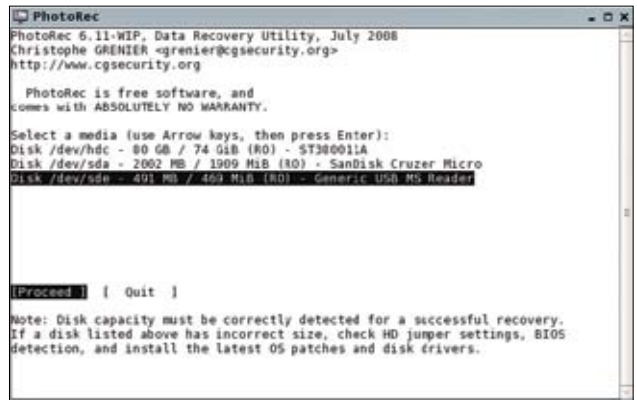 PhotoRec
PhotoRec 6.11-WIP, Data Recovery Utility, July 2008
Christophe GRENIER <grenier@cgsecurity.org>
http://www.cgsecurity.org
PhotoRec is free software, and
comes with ABSOLUTELY NO WARRANTY.
Select a media (use Arrow keys, then press Enter):
Disk /dev/hdc - 80 GB / 74 GiB (RO) - ST380011A
Disk /dev/sda - 2002 MB / 1909 MiB (RO) - SanDisk Cruzer Micro
Disk /dev/sde - 491 MB / 469 MiB (RO) - Generic USB MS Reader
[Proceed ] [ Quit ]
Note: Disk capacity must be correctly detected for a successful recovery.
If a disk listed above has incorrect size, check HD jumper settings, BIOS
detection, and install the latest OS patches and disk drivers.